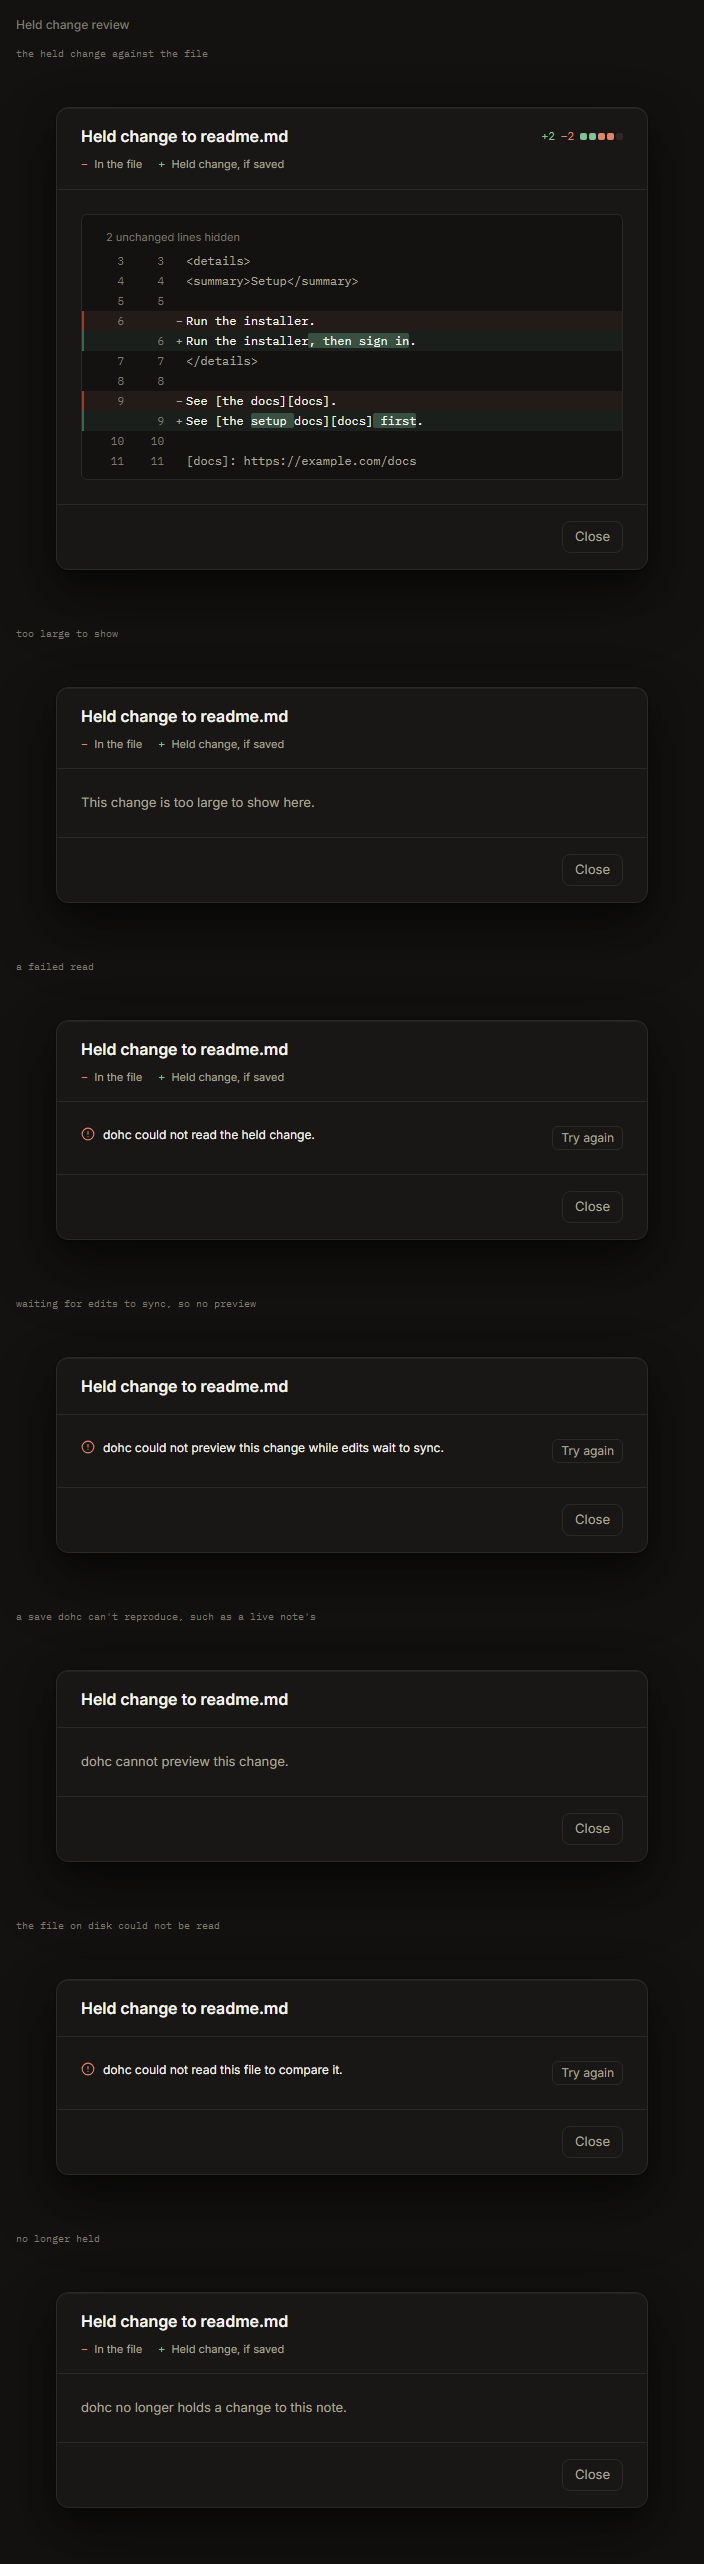 Held change review
the held change against the file
Held change to readme.md
+2 −2
− In the file + Held change, if saved
2 unchanged lines hidden
3 3 <details>
4 4 <summary>Setup</summary>
5 5
6 −Run the installer.
6 +Run the installer, then sign in.
7 7 </details>
8 8
9 −See [the docs][docs].
9 +See [the setup docs][docs] first.
10 10
11 11 [docs]: https://example.com/docs
Close
too large to show
Held change to readme.md
− In the file + Held change, if saved
This change is too large to show here.
Close
a failed read
Held change to readme.md
− In the file + Held change, if saved
dohc could not read the held change.
Try again
Close
waiting for edits to sync, so no preview
Held change to readme.md
dohc could not preview this change while edits wait to sync.
Try again
Close
a save dohc can't reproduce, such as a live note's
Held change to readme.md
dohc cannot preview this change.
Close
the file on disk could not be read
Held change to readme.md
dohc could not read this file to compare it.
Try again
Close
no longer held
Held change to readme.md
− In the file + Held change, if saved
dohc no longer holds a change to this note.
Close